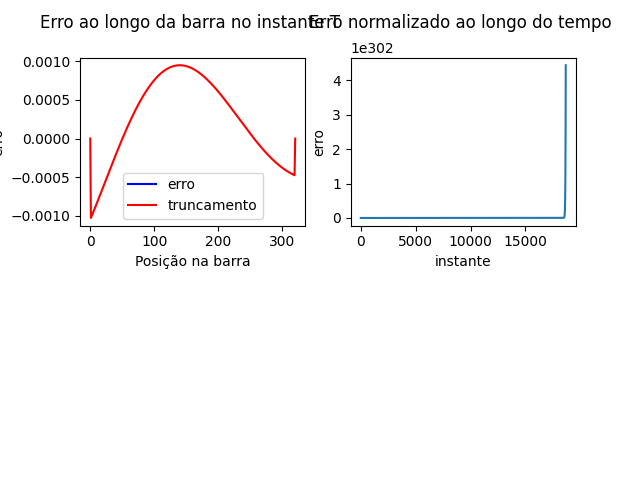 Erro ao longo da barra no instante T
Erro normalizado ao longo do tempo
1e302
0.0010
0.0005
0.0000
−0.0005
−0.0010
erro
truncamento
0
100
200
300
Posição na barra
erro
4
3
2
1
0
0
5000
10000
15000
instante